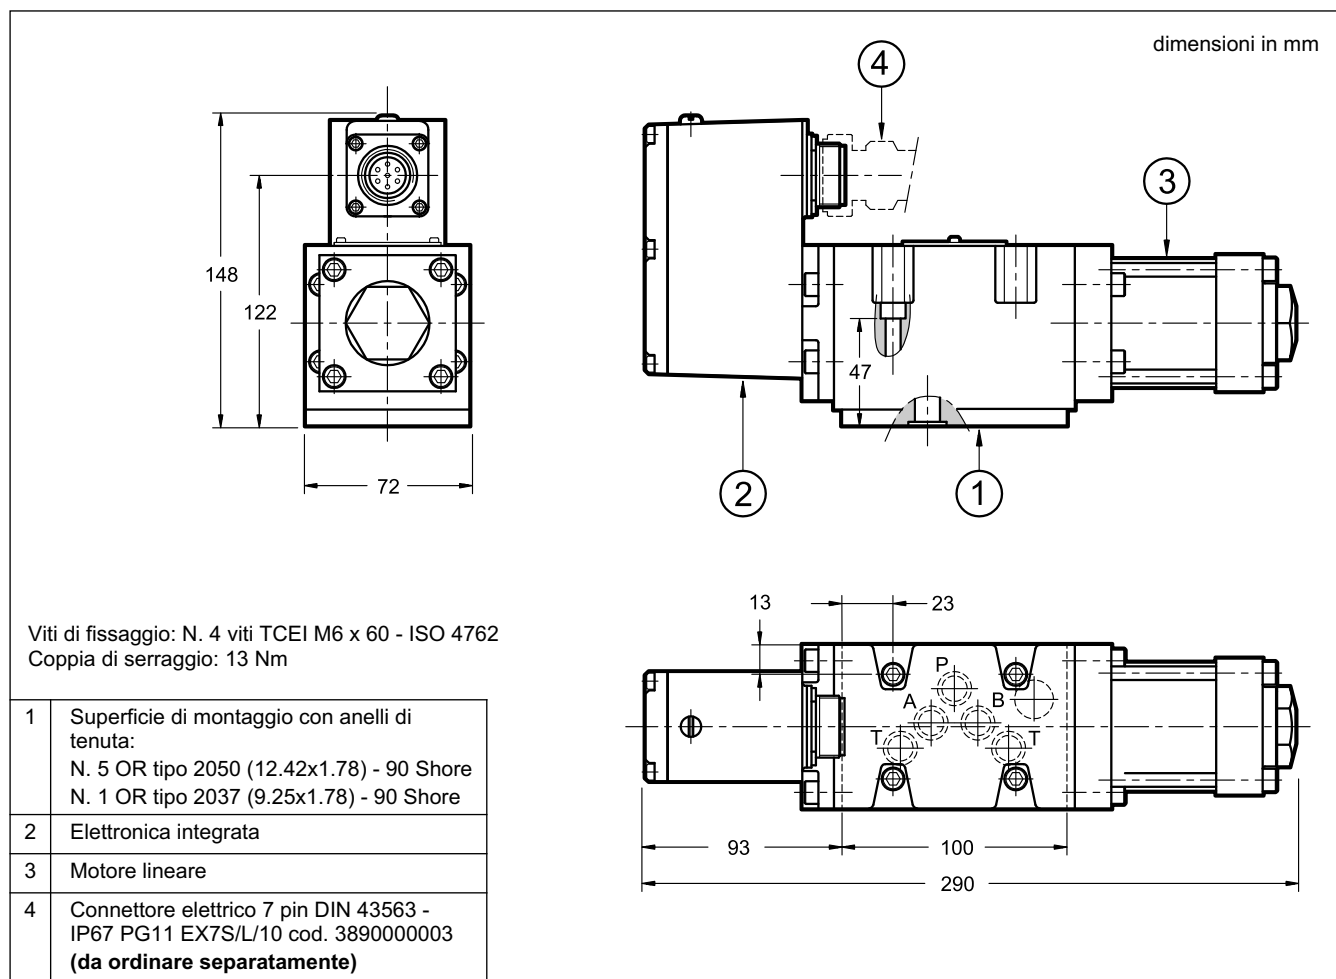 dimensioni in mm
4
3
148
122
47
72
2
1
13
23
Viti di fissaggio: N. 4 viti TCEI M6 x 60 - ISO 4762
Coppia di serraggio: 13 Nm
P
A
B
T
T
1 Superficie di montaggio con anelli di
tenuta:
N. 5 OR tipo 2050 (12.42x1.78) - 90 Shore
N. 1 OR tipo 2037 (9.25x1.78) - 90 Shore
2 Elettronica integrata
3 Motore lineare
4 Connettore elettrico 7 pin DIN 43563 -
IP67 PG11 EX7S/L/10 cod. 3890000003
(da ordinare separatamente)
93
100
290